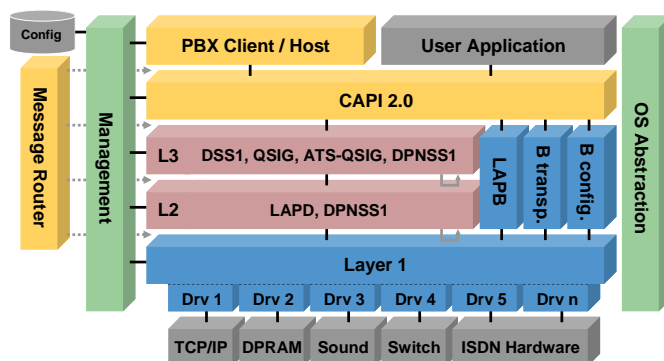 Config
PBX Client / Host
User Application
Message Router
Management
CAPI 2.0
OS Abstraction
L3 DSS1, QSIG, ATS-QSIG, DPNSS1
LAPB
B transp.
B config.
L2 LAPD, DPNSS1
Layer 1
Drv 1 Drv 2 Drv 3 Drv 4 Drv 5 Drv n
TCP/IP DPRAM Sound Switch ISDN Hardware